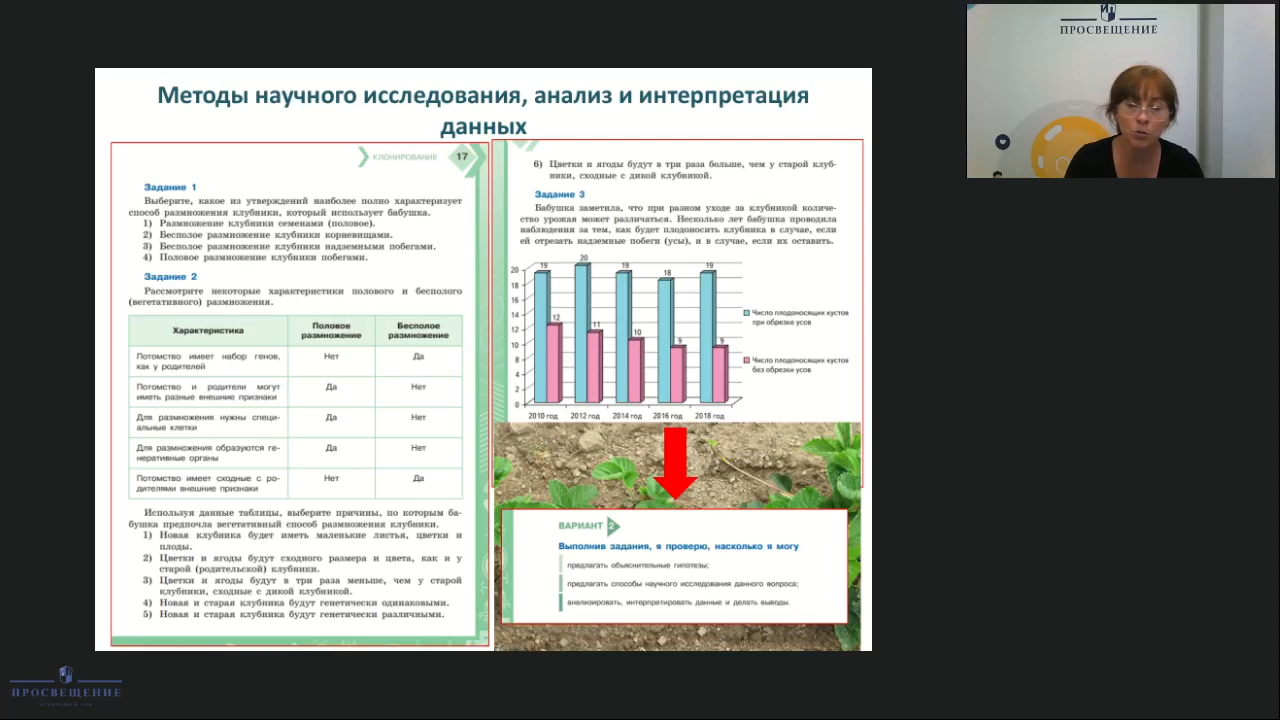 ПРОСВЕЩЕНИЕ
Методы научного исследования, анализ и интерпретация
данных
КЛОНИРОВАНИЕ 17
Задание 1
Выберите, какое из утверждений наиболее полно характеризует
способ размножения клубники, который использует бабушка.
1) Размножение клубники семенами (половое).
2) Бесполое размножение клубники корневищами.
3) Бесполое размножение клубники надземными побегами.
4) Половое размножение клубники побегами.
Задание 2
Рассмотрите некоторые характеристики полового и бесполого
(вегетативного) размножения.
Характеристика
Половое
размножение
Бесполое
размножение
Потомство имеет набор генов,
как у родителей
Нет
Да
Потомство и родители могут
иметь разные внешние признаки
Да
Нет
Для размножения нужны специ-
альные клетки
Да
Нет
Для размножения образуются ге-
неративные органы
Да
Нет
Потомство имеет сходные с ро-
дителями внешние признаки
Нет
Да
Используя данные таблицы, выберите причины, по которым ба-
бушка предпочла вегетативный способ размножения клубники.
1) Новая клубника будет иметь маленькие листья, цветки и
плоды.
2) Цветки и ягоды будут сходного размера и цвета, как и у
старой (родительской) клубники.
3) Цветки и ягоды будут в три раза меньше, чем у старой
клубники, сходные с дикой клубникой.
4) Новая и старая клубника будут генетически одинаковыми.
5) Новая и старая клубника будут генетически различными.
6) Цветки и ягоды будут в три раза больше, чем у старой клуб-
ники, сходные с дикой клубникой.
Задание 3
Бабушка заметила, что при разном уходе за клубникой количе-
ство урожая может различаться. Несколько лет бабушка проводила
наблюдения за тем, как будет плодоносить клубника в случае, если
ей отрезать надземные побеги (усы), и в случае, если их оставить.
20
18
16
14
12
10
8
6
4
2
0
19
12
20
11
19
10
18
9
19
9
2010 год 2012 год 2014 год 2016 год 2018 год
Число плодоносящих кустов
при обрезке усов
Число плодоносящих кустов
без обрезки усов
ВАРИАНТ 2
Выполнив задания, я проверю, насколько я могу
предлагать объяснительные гипотезы;
предлагать способы научного исследования данного вопроса;
анализировать, интерпретировать данные и делать выводы.
ПРОСВЕЩЕНИЕ